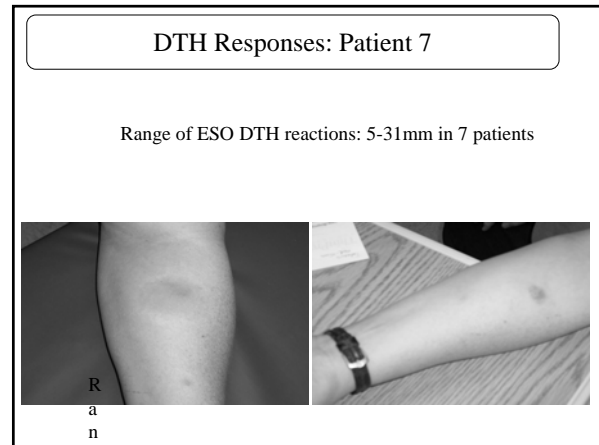 DTH Responses: Patient 7
Range of ESO DTH reactions: 5-31mm in 7 patients
R
a
n